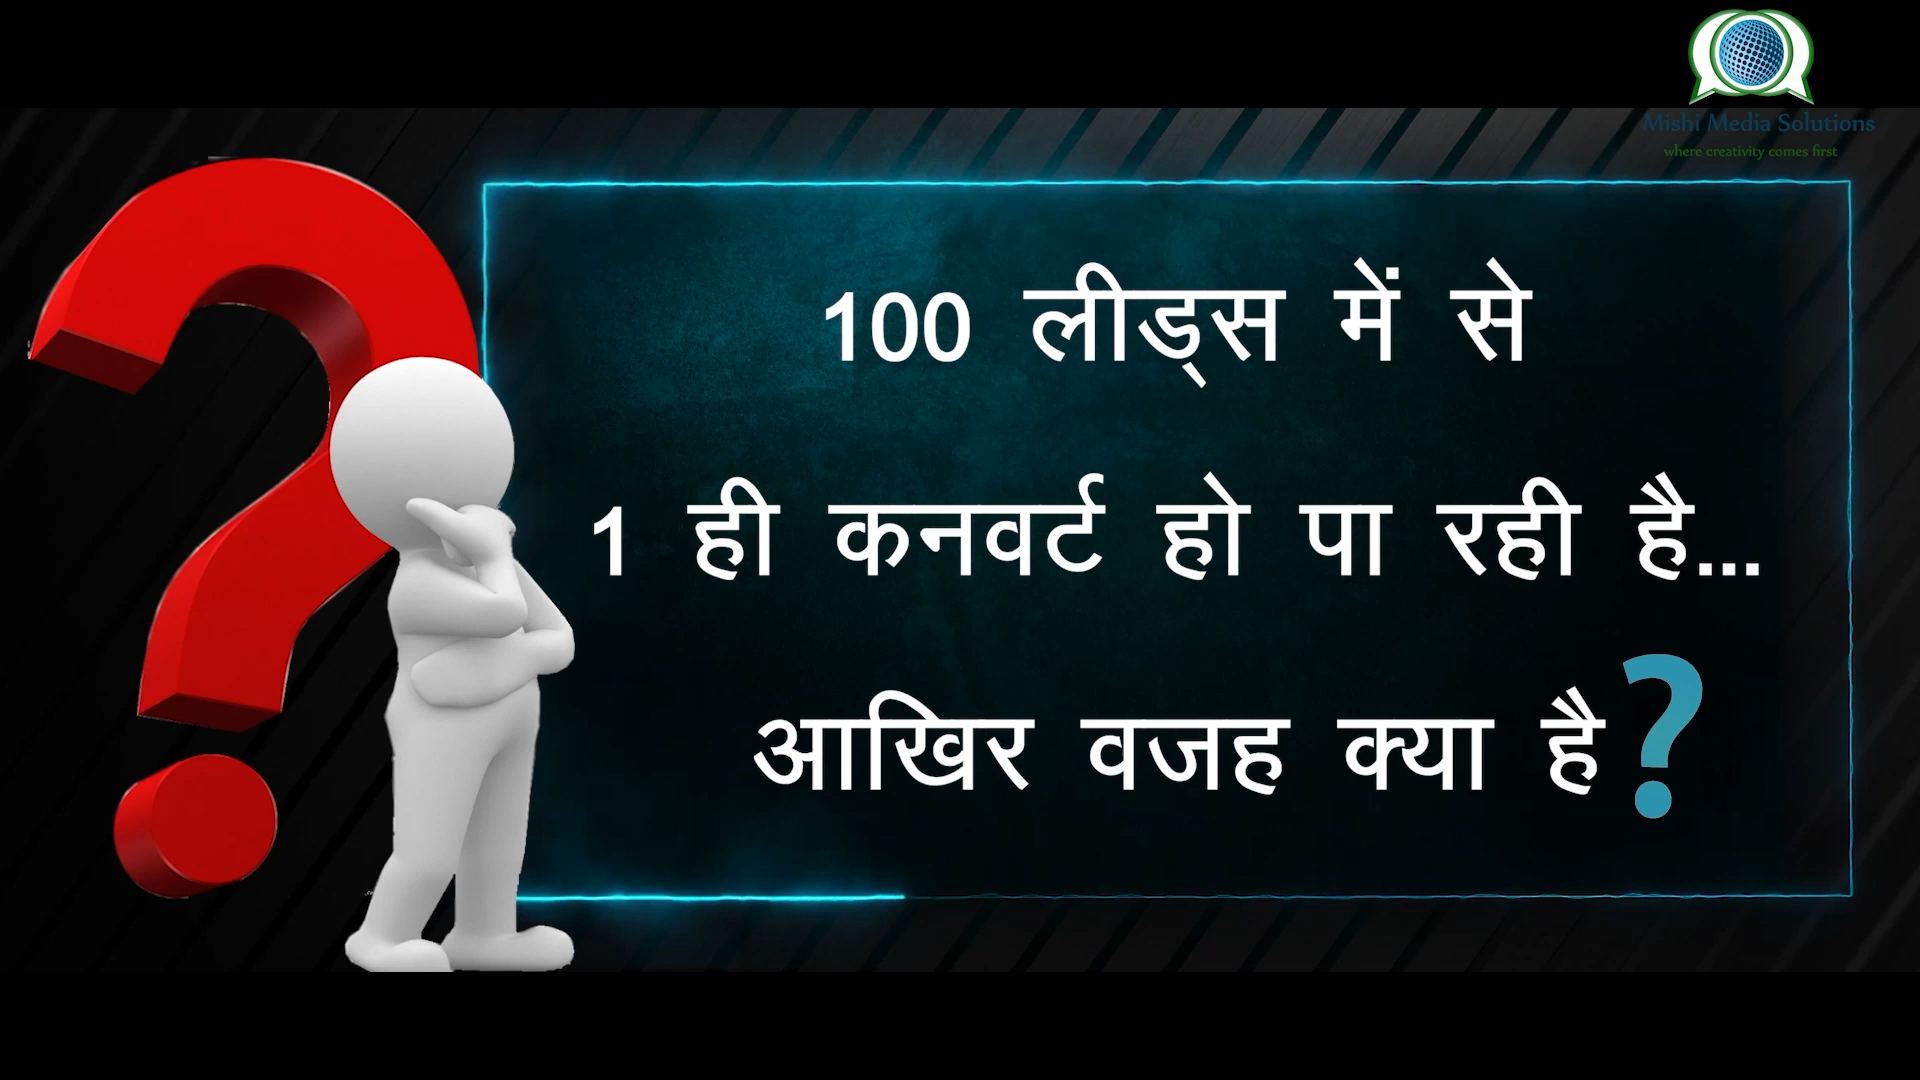 Mishi Media Solutions
where creativity comes first
100 लीड्स में से
1 ही कनवर्ट हो पा रही है...
आखिर वजह क्या है?